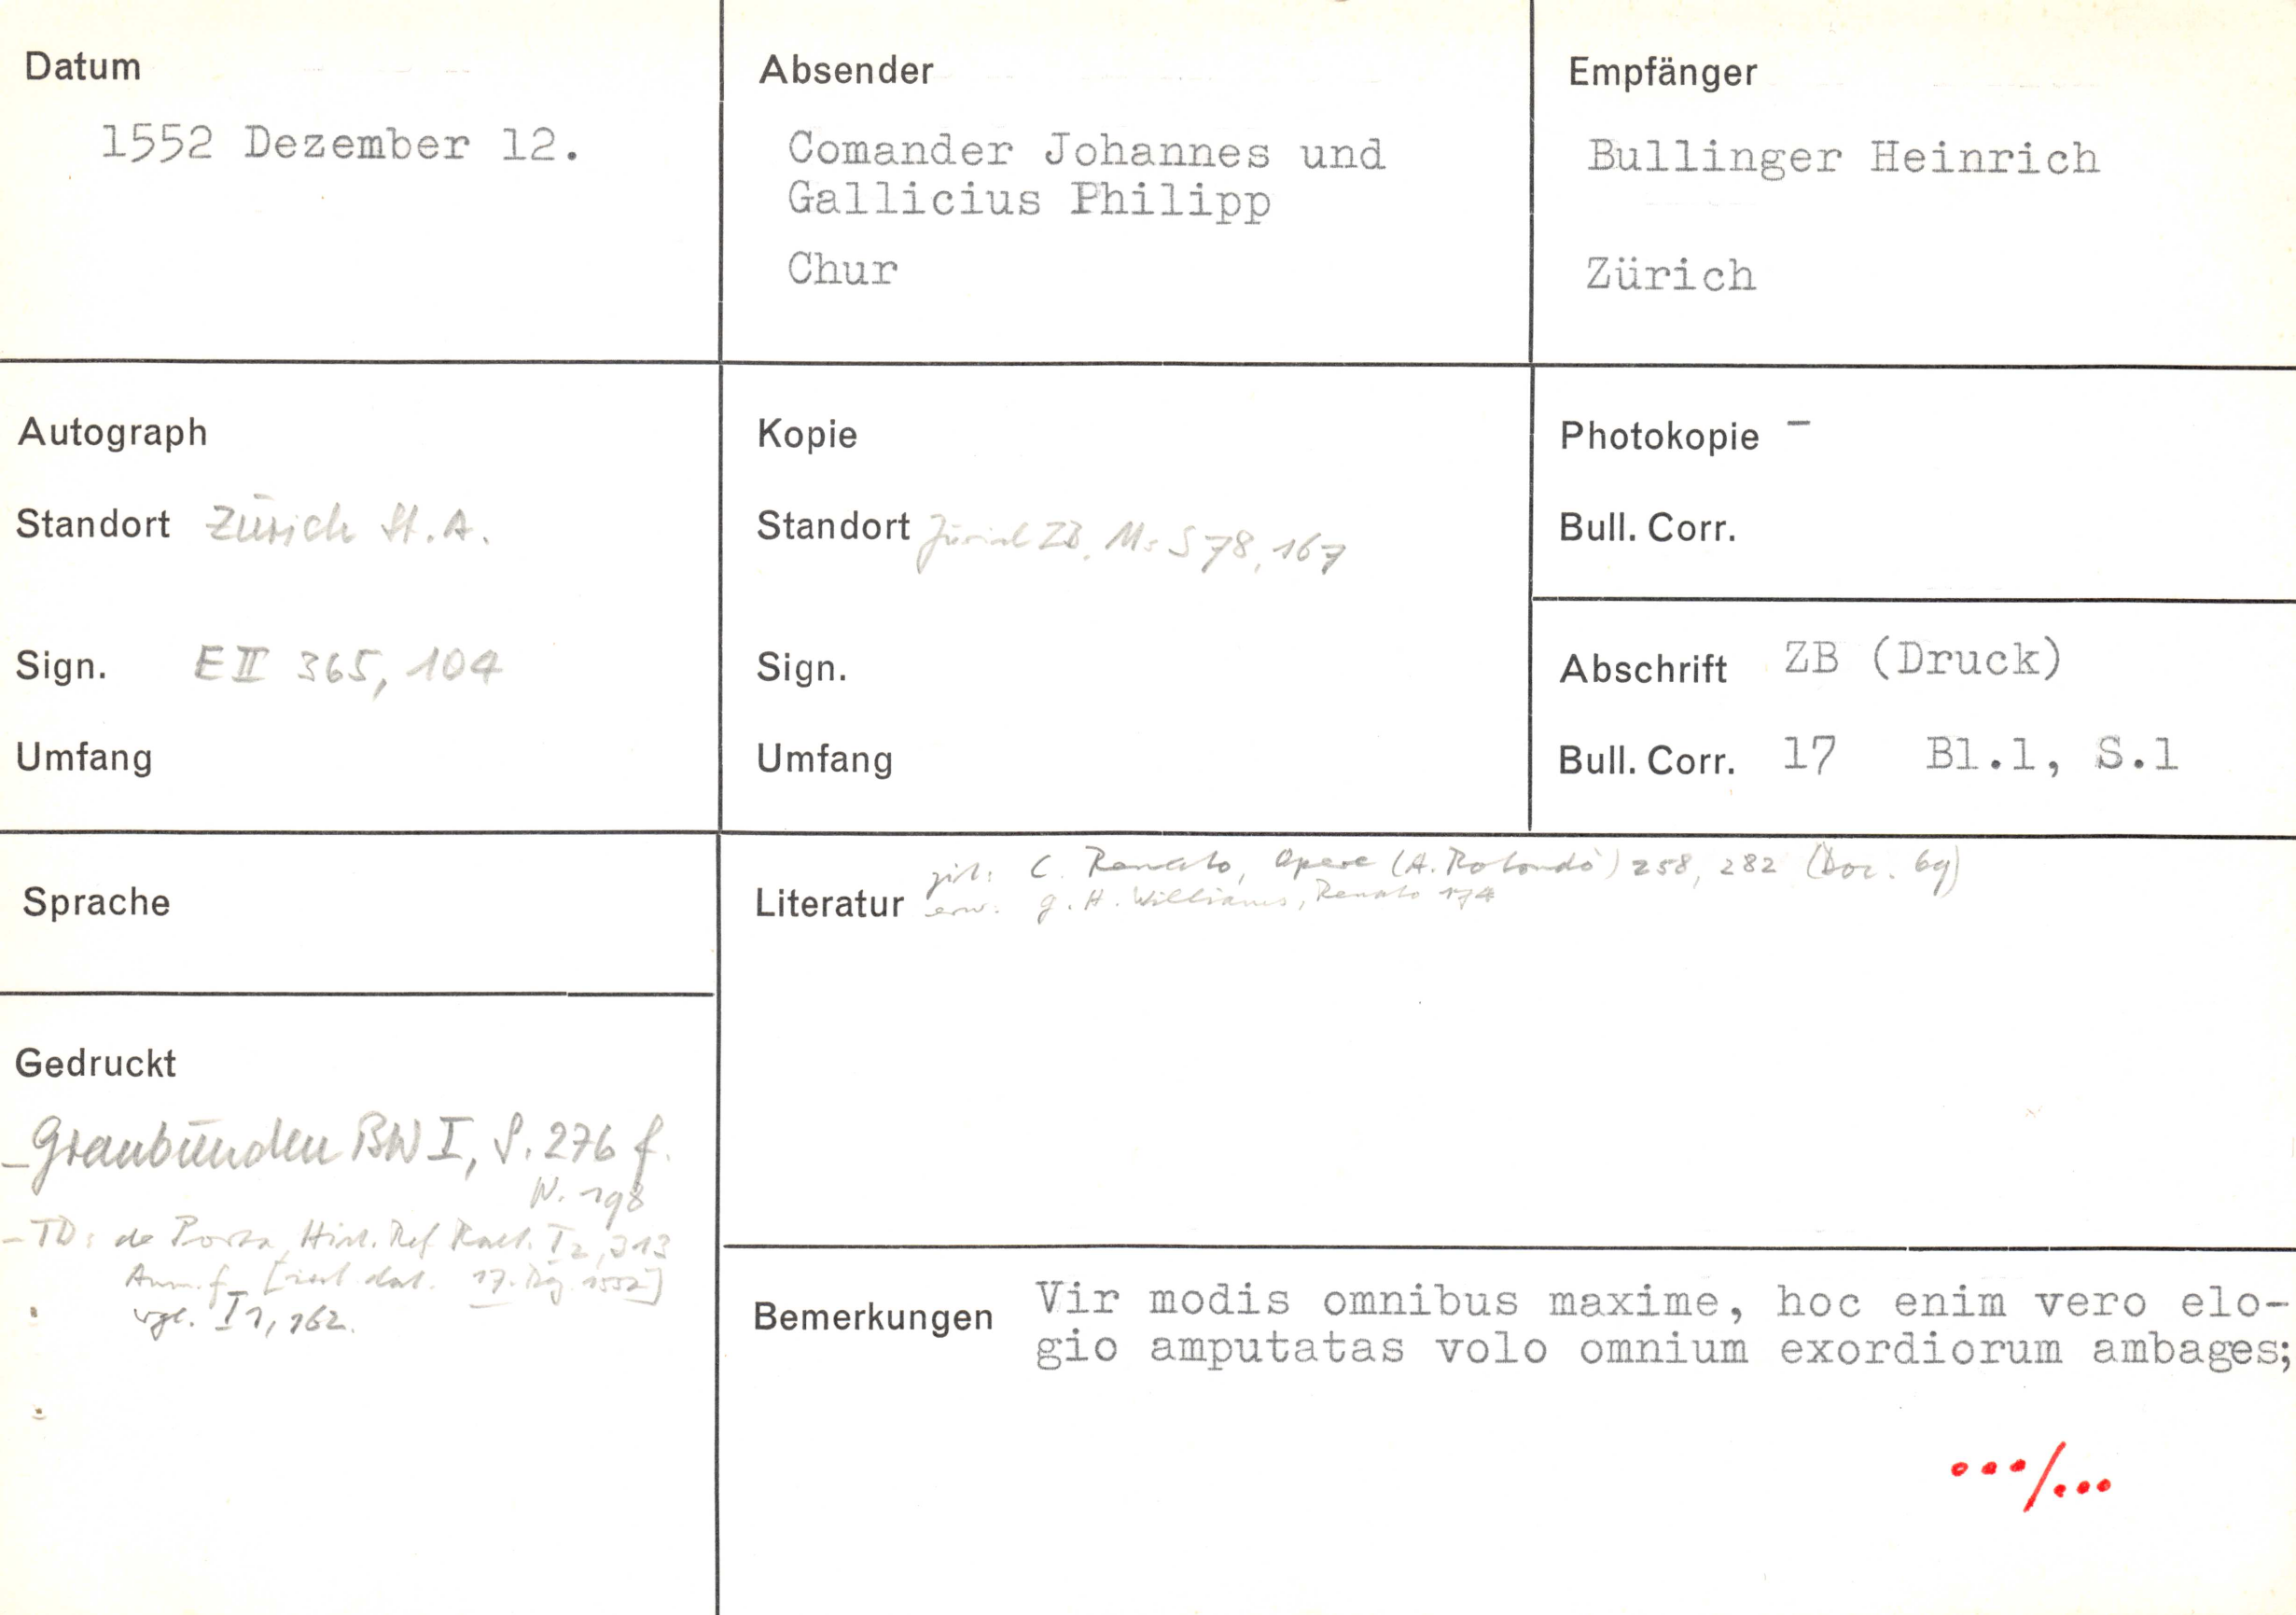 Datum
1552 Dezember 12.
Absender
Comander Johannes und
Gallicius Philipp
Chur
Empfänger
Bullinger Heinrich
Zürich
Autograph
Standort Zürich St.A.
Sign. E II 365, 104
Umfang
Kopie
Standort Zürich ZB, Ms S 78, 167
Sign.
Umfang
Photokopie -
Bull. Corr.
Abschrift ZB (Druck)
Bull. Corr. 17 Bl.1, S.1
Sprache
Literatur zit: C. Renato, Opere (A. Rotondò) 258, 282 (Doc. 69)
erw: G. H. Williams, Renato 174
Gedruckt
- Graubünden BW I, S. 276 f.
N. 198
- TD: de Porta, Hist. Ref. Raet. I 2, 313
Anm. f [dat. 17. Dez. 1552]
vgl. I 1, 162.
Bemerkungen Vir modis omnibus maxime, hoc enim vero elo-
gio amputatas volo omnium exordiorum ambages;
.../...